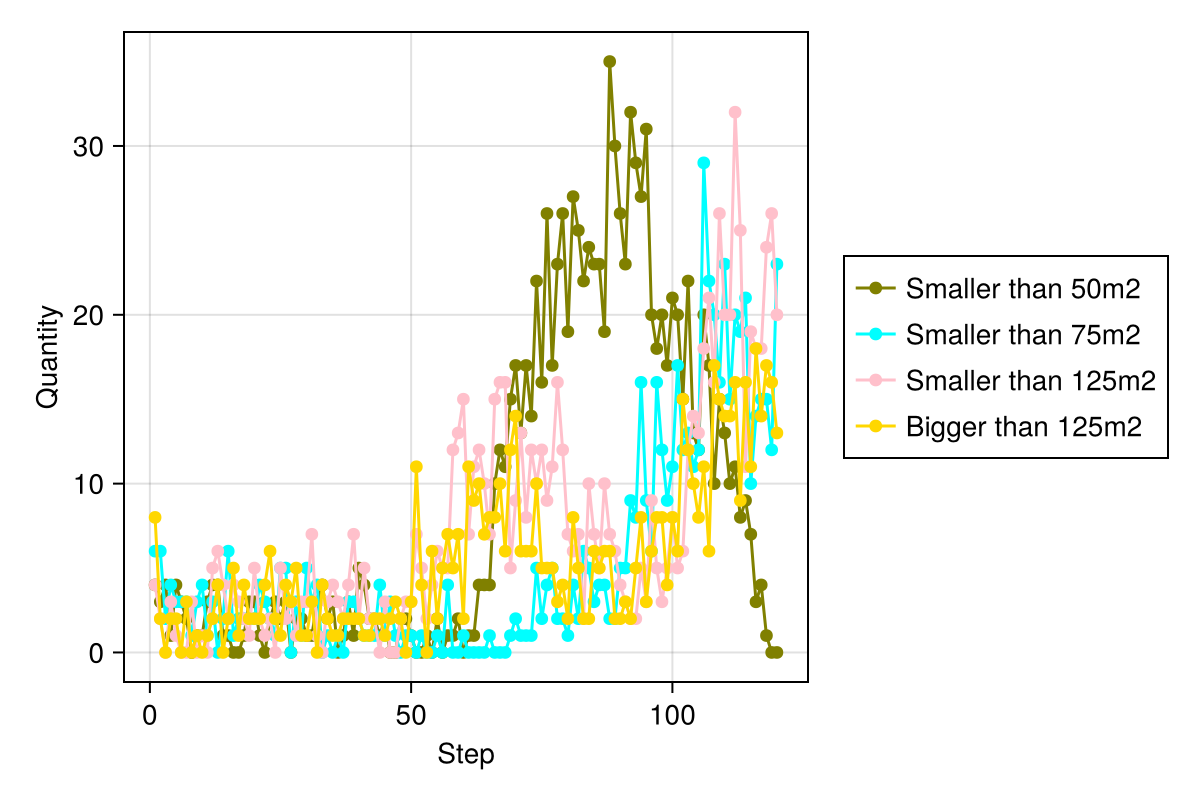 Quantity
30
20
10
0
0
50
100
Step
Smaller than 50m2
Smaller than 75m2
Smaller than 125m2
Bigger than 125m2